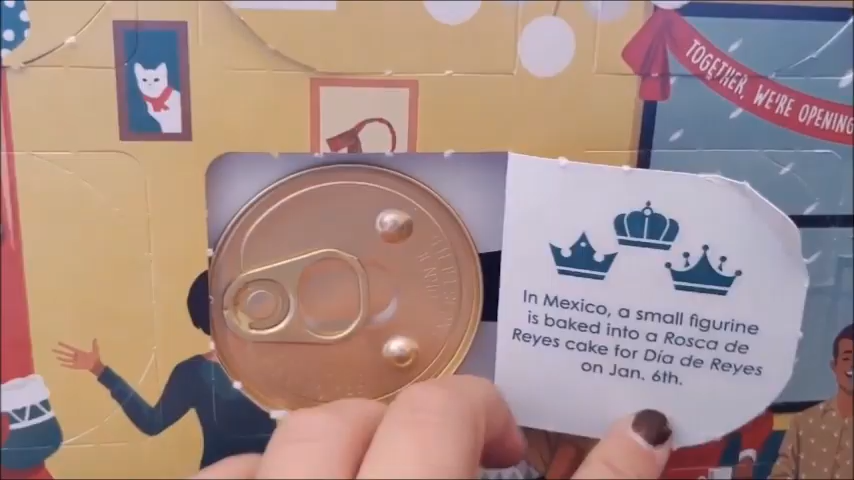 TOGETHER, WE'RE OPENING
In Mexico, a small figurine
is baked into a Rosca de
Reyes cake for Día de Reyes
on Jan. 6th.